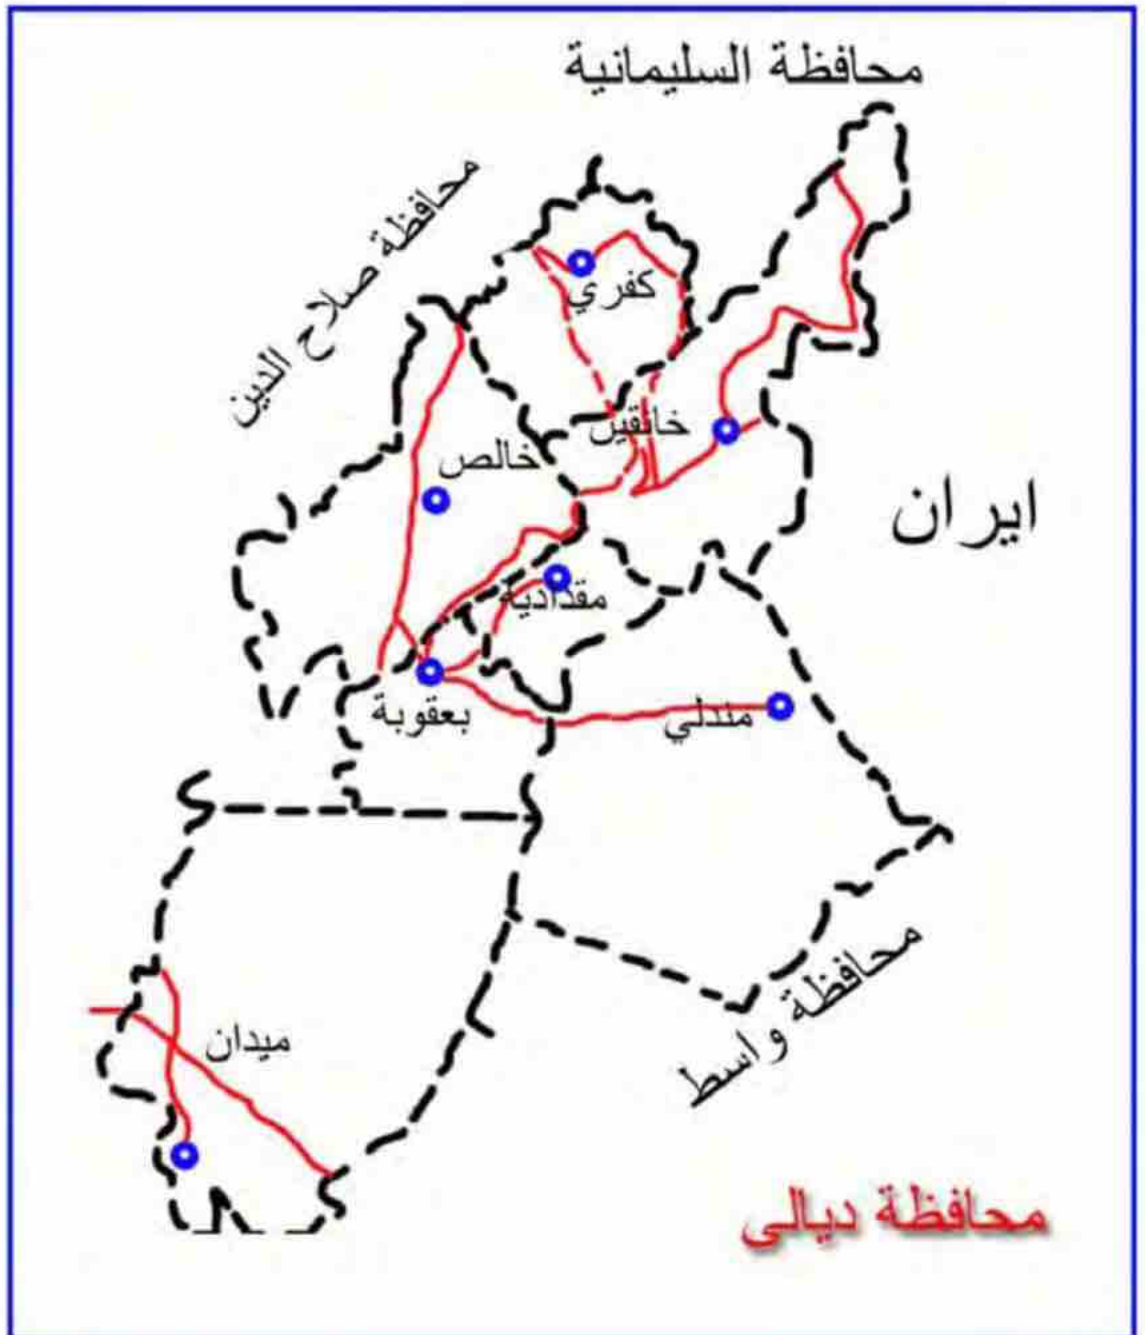 محافظة السليمانية
محافظة صلاح الدين
كفري
خانقين
خالص
ايران
مقدادية
بعقوبة
مندلي
محافظة واسط
ميدان
محافظة ديالى